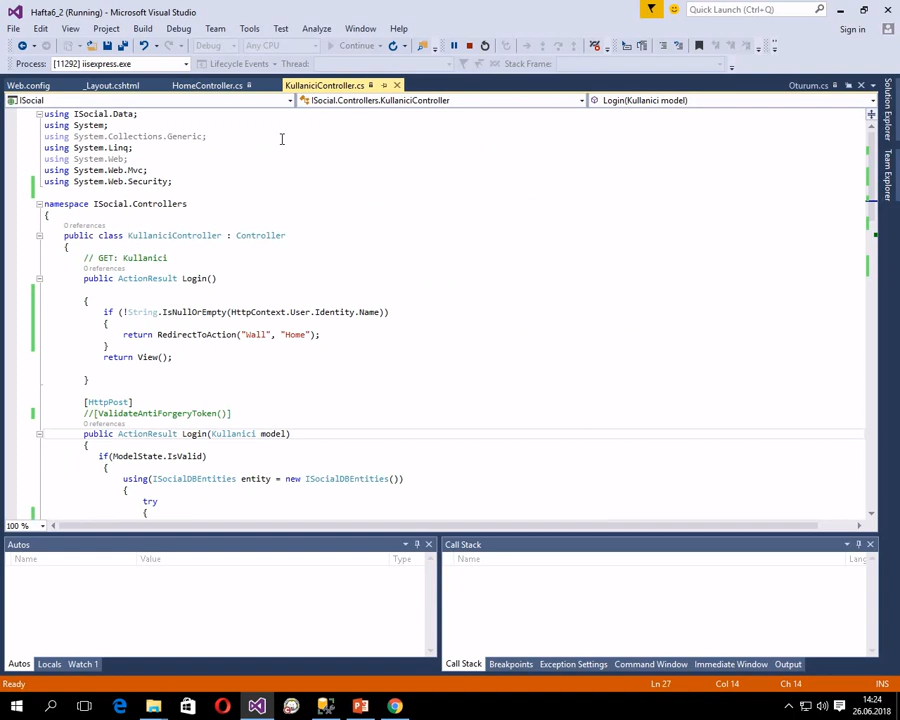 Hafta6_2 (Running) - Microsoft Visual Studio
Quick Launch (Ctrl+Q)
File Edit View Project Build Debug Team Tools Test Analyze Window Help
Sign in
Debug Any CPU Continue
Process: [11292] iisexpress.exe Lifecycle Events Thread: Stack Frame:
Web.config _Layout.cshtml HomeController.cs KullaniciController.cs Oturum.cs
ISocial ISocial.Controllers.KullaniciController Login(Kullanici model)
using ISocial.Data;
using System;
using System.Collections.Generic;
using System.Linq;
using System.Web;
using System.Web.Mvc;
using System.Web.Security;
namespace ISocial.Controllers
{
0 references
public class KullaniciController : Controller
{
// GET: Kullanici
0 references
public ActionResult Login()
{
if (!String.IsNullOrEmpty(HttpContext.User.Identity.Name))
{
return RedirectToAction("Wall", "Home");
}
return View();
}
[HttpPost]
//[ValidateAntiForgeryToken()]
0 references
public ActionResult Login(Kullanici model)
{
if(ModelState.IsValid)
{
using(ISocialDBEntities entity = new ISocialDBEntities())
{
try
{
100 %
Solution Explorer
Team Explorer
Autos
Name Value Type
Call Stack
Name Lang
Autos Locals Watch 1
Call Stack Breakpoints Exception Settings Command Window Immediate Window Output
Ready Ln 27 Col 14 Ch 14 INS
14:24
26.06.2018